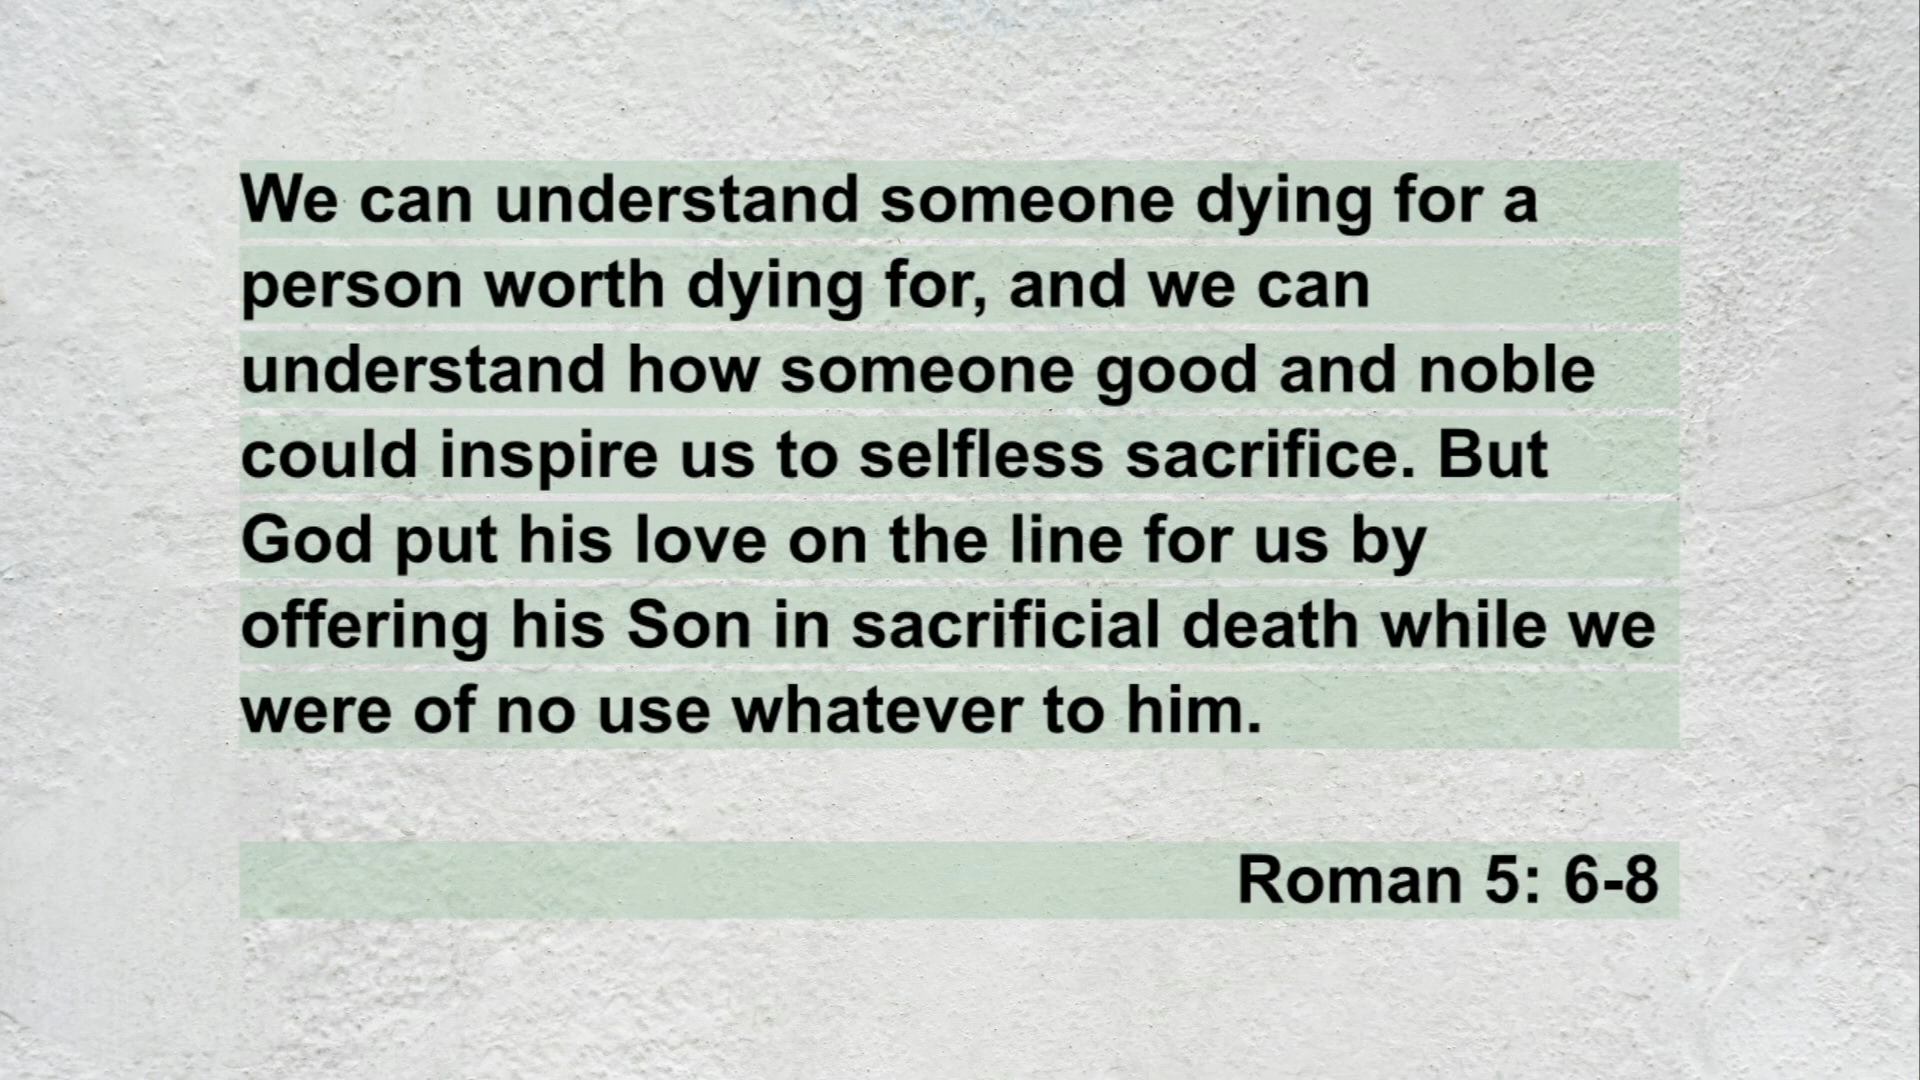 We can understand someone dying for a
person worth dying for, and we can
understand how someone good and noble
could inspire us to selfless sacrifice. But
God put his love on the line for us by
offering his Son in sacrificial death while we
were of no use whatever to him.
Roman 5: 6-8